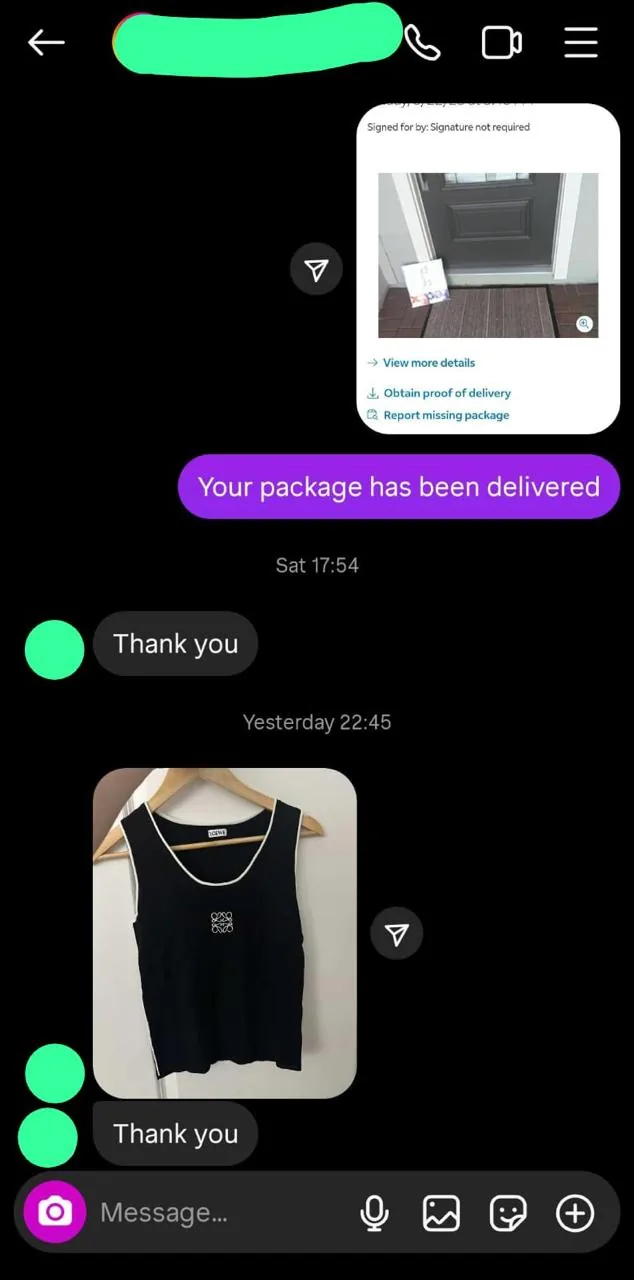 Signed for by: Signature not required
View more details
Obtain proof of delivery
Report missing package
Your package has been delivered
Sat 17:54
Thank you
Yesterday 22:45
LOEWE
Thank you
Message...